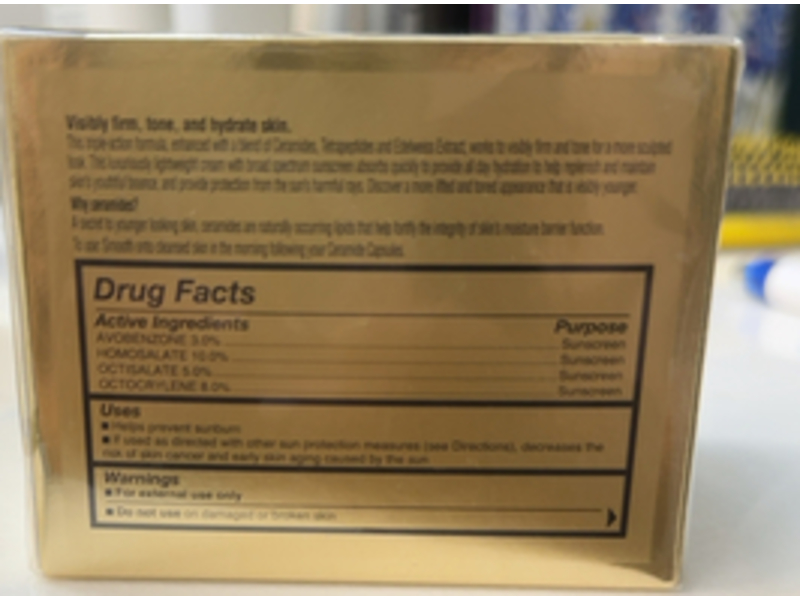 Visibly firm, tone, and hydrate skin.
This triple-action formula, enhanced with a blend of Ceramides, Tetrapeptides and Edelweiss Extract, works to visibly firm and tone for a more sculpted
look. This luxuriously lightweight cream with broad spectrum sunscreen absorbs quickly to provide all day hydration to help replenish and maintain
skin's youthful bounce, and provide protection from the sun's harmful rays. Discover a more lifted and toned appearance that is visibly younger.
Why ceramides?
A secret to younger looking skin, ceramides are naturally occurring lipids that help fortify the integrity of skin's moisture barrier function.
To use: Smooth onto cleansed skin in the morning following your Ceramide Capsules.
Drug Facts
Active Ingredients Purpose
AVOBENZONE 3.0% Sunscreen
HOMOSALATE 10.0% Sunscreen
OCTISALATE 5.0% Sunscreen
OCTOCRYLENE 8.0% Sunscreen
Uses
■ Helps prevent sunburn
■ If used as directed with other sun protection measures (see Directions), decreases the
risk of skin cancer and early skin aging caused by the sun
Warnings
■ For external use only
■ Do not use on damaged or broken skin